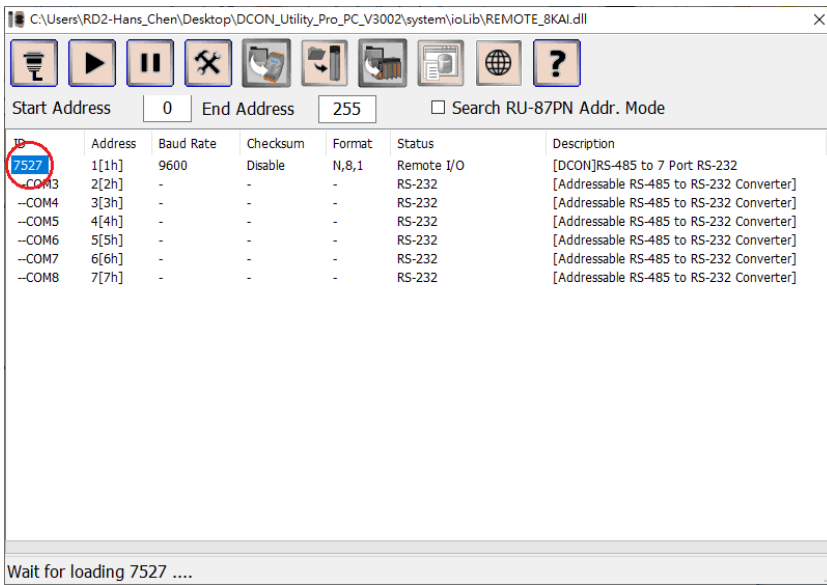 C:\Users\RD2-Hans_Chen\Desktop\DCON_Utility_Pro_PC_V3002\system\ioLib\REMOTE_8KAI.dll
Start Address 0 End Address 255 Search RU-87PN Addr. Mode
ID Address Baud Rate Checksum Format Status Description
7527 1[1h] 9600 Disable N,8,1 Remote I/O [DCON]RS-485 to 7 Port RS-232
--COM3 2[2h] - - - RS-232 [Addressable RS-485 to RS-232 Converter]
--COM4 3[3h] - - - RS-232 [Addressable RS-485 to RS-232 Converter]
--COM5 4[4h] - - - RS-232 [Addressable RS-485 to RS-232 Converter]
--COM6 5[5h] - - - RS-232 [Addressable RS-485 to RS-232 Converter]
--COM7 6[6h] - - - RS-232 [Addressable RS-485 to RS-232 Converter]
--COM8 7[7h] - - - RS-232 [Addressable RS-485 to RS-232 Converter]
Wait for loading 7527 ....